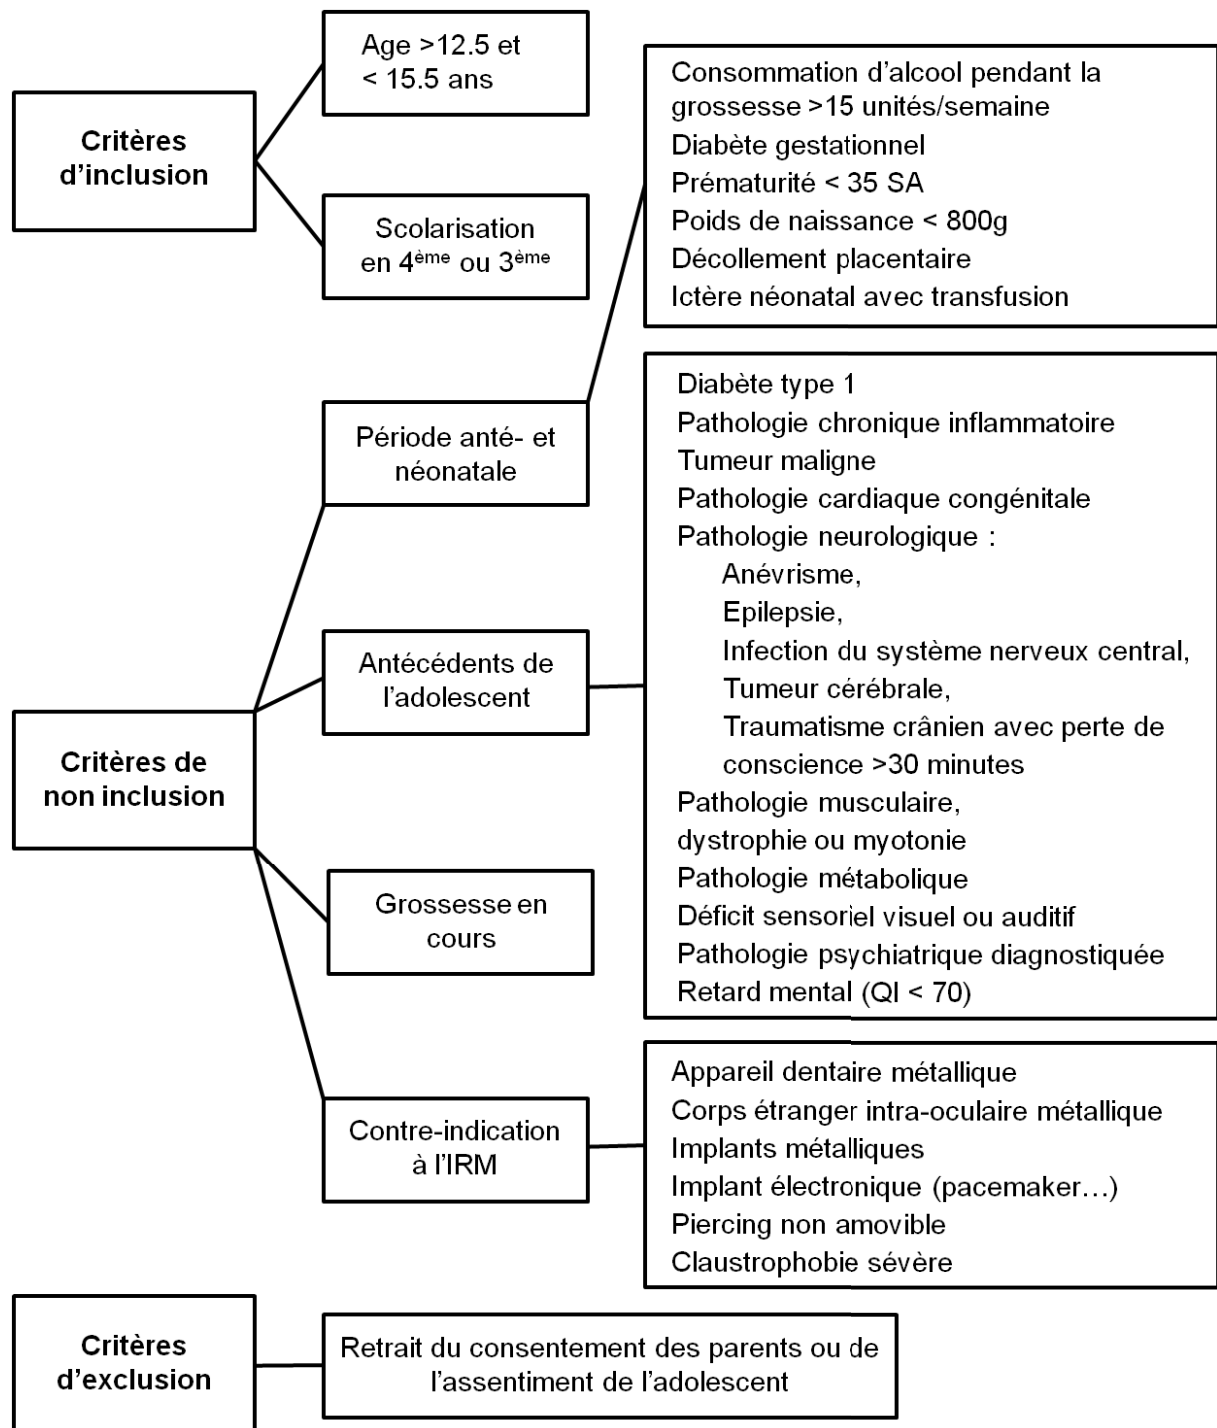 Critères
d'inclusion
Age >12.5 et
< 15.5 ans
Scolarisation
en 4ème ou 3ème
Critères de
non inclusion
Période anté- et
néonatale
Consommation d'alcool pendant la
grossesse >15 unités/semaine
Diabète gestationnel
Prématurité < 35 SA
Poids de naissance < 800g
Décollement placentaire
Ictère néonatal avec transfusion
Antécédents de
l'adolescent
Diabète type 1
Pathologie chronique inflammatoire
Tumeur maligne
Pathologie cardiaque congénitale
Pathologie neurologique :
Anévrisme,
Epilepsie,
Infection du système nerveux central,
Tumeur cérébrale,
Traumatisme crânien avec perte de
conscience >30 minutes
Pathologie musculaire,
dystrophie ou myotonie
Pathologie métabolique
Déficit sensoriel visuel ou auditif
Pathologie psychiatrique diagnostiquée
Retard mental (QI < 70)
Grossesse en
cours
Contre-indication
à l'IRM
Appareil dentaire métallique
Corps étranger intra-oculaire métallique
Implants métalliques
Implant électronique (pacemaker…)
Piercing non amovible
Claustrophobie sévère
Critères
d'exclusion
Retrait du consentement des parents ou de
l'assentiment de l'adolescent